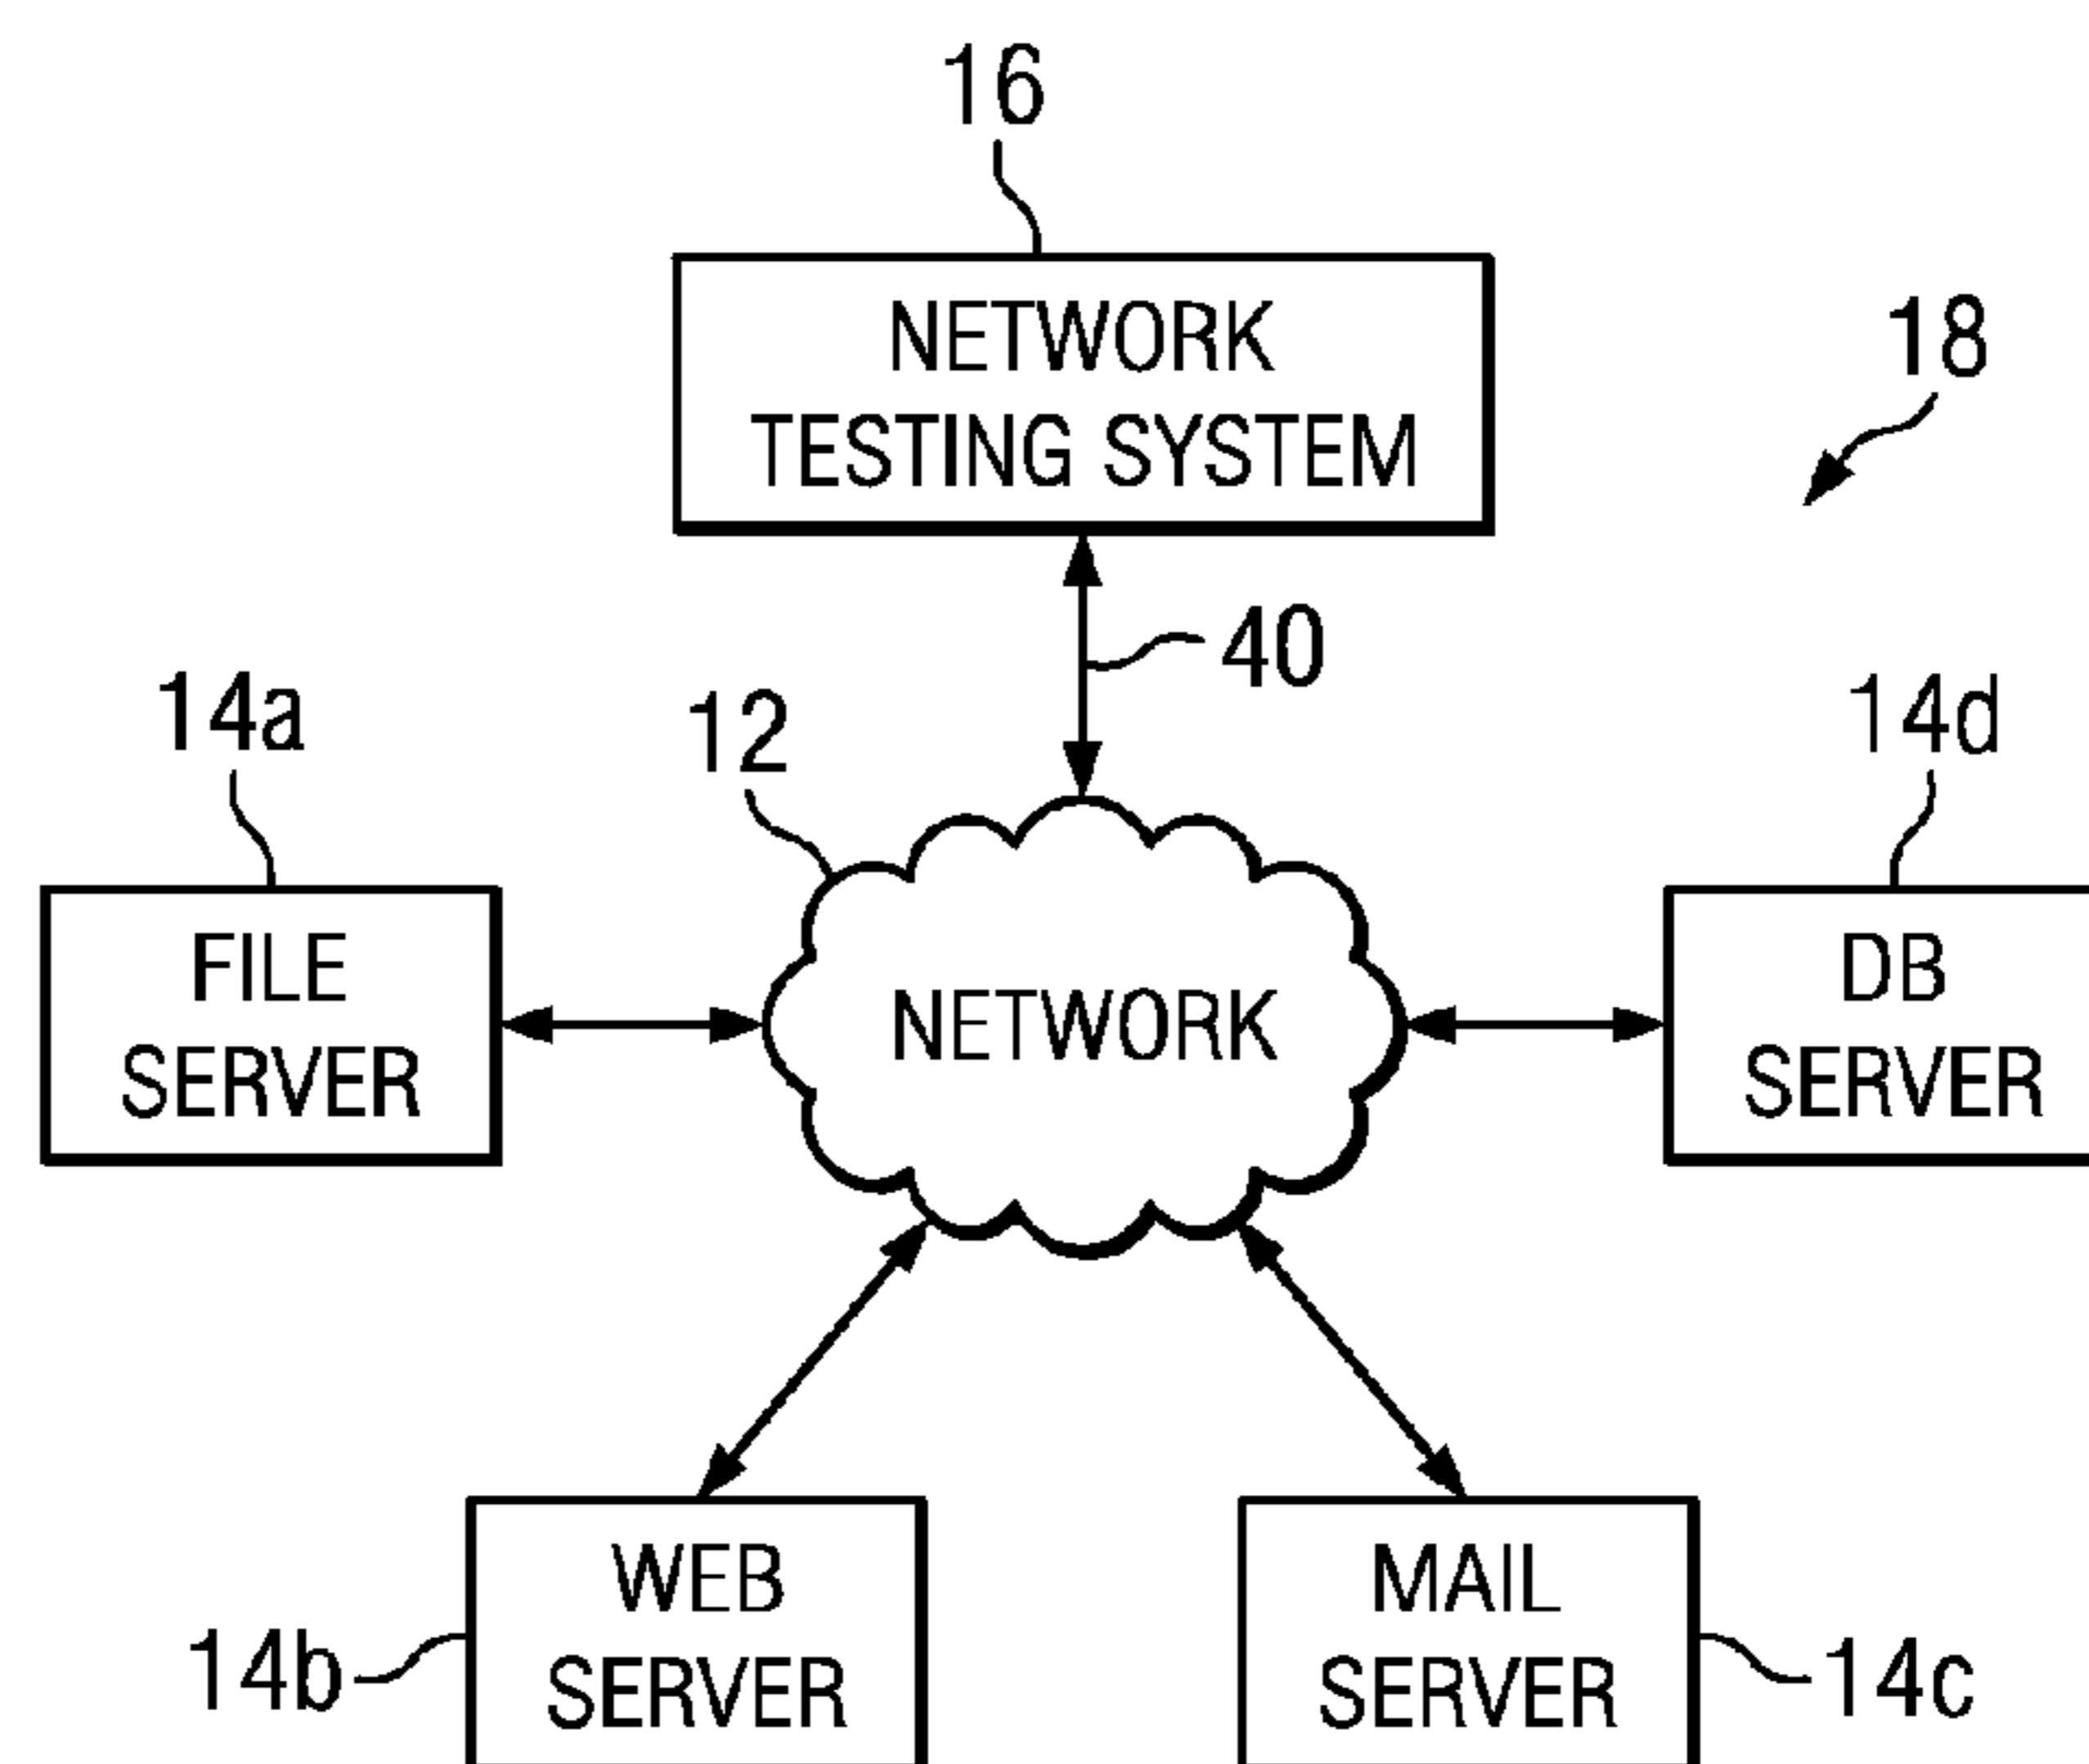 16
NETWORK
TESTING SYSTEM
18
40
12
14a
14d
FILE
SERVER
NETWORK
DB
SERVER
WEB
SERVER
14b
MAIL
SERVER
14c